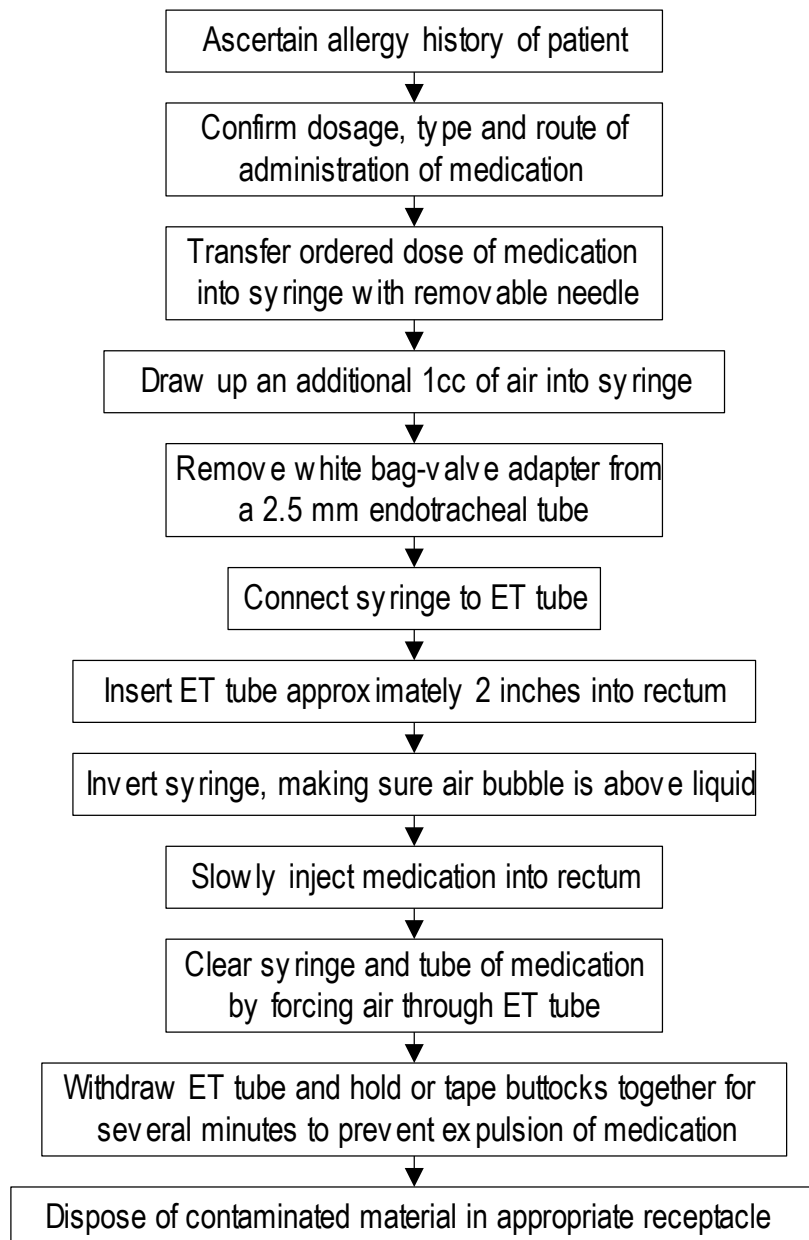 Ascertain allergy history of patient
Confirm dosage, type and route of
administration of medication
Transfer ordered dose of medication
into syringe with removable needle
Draw up an additional 1cc of air into syringe
Remove white bag-valve adapter from
a 2.5 mm endotracheal tube
Connect syringe to ET tube
Insert ET tube approximately 2 inches into rectum
Invert syringe, making sure air bubble is above liquid
Slowly inject medication into rectum
Clear syringe and tube of medication
by forcing air through ET tube
Withdraw ET tube and hold or tape buttocks together for
several minutes to prevent expulsion of medication
Dispose of contaminated material in appropriate receptacle